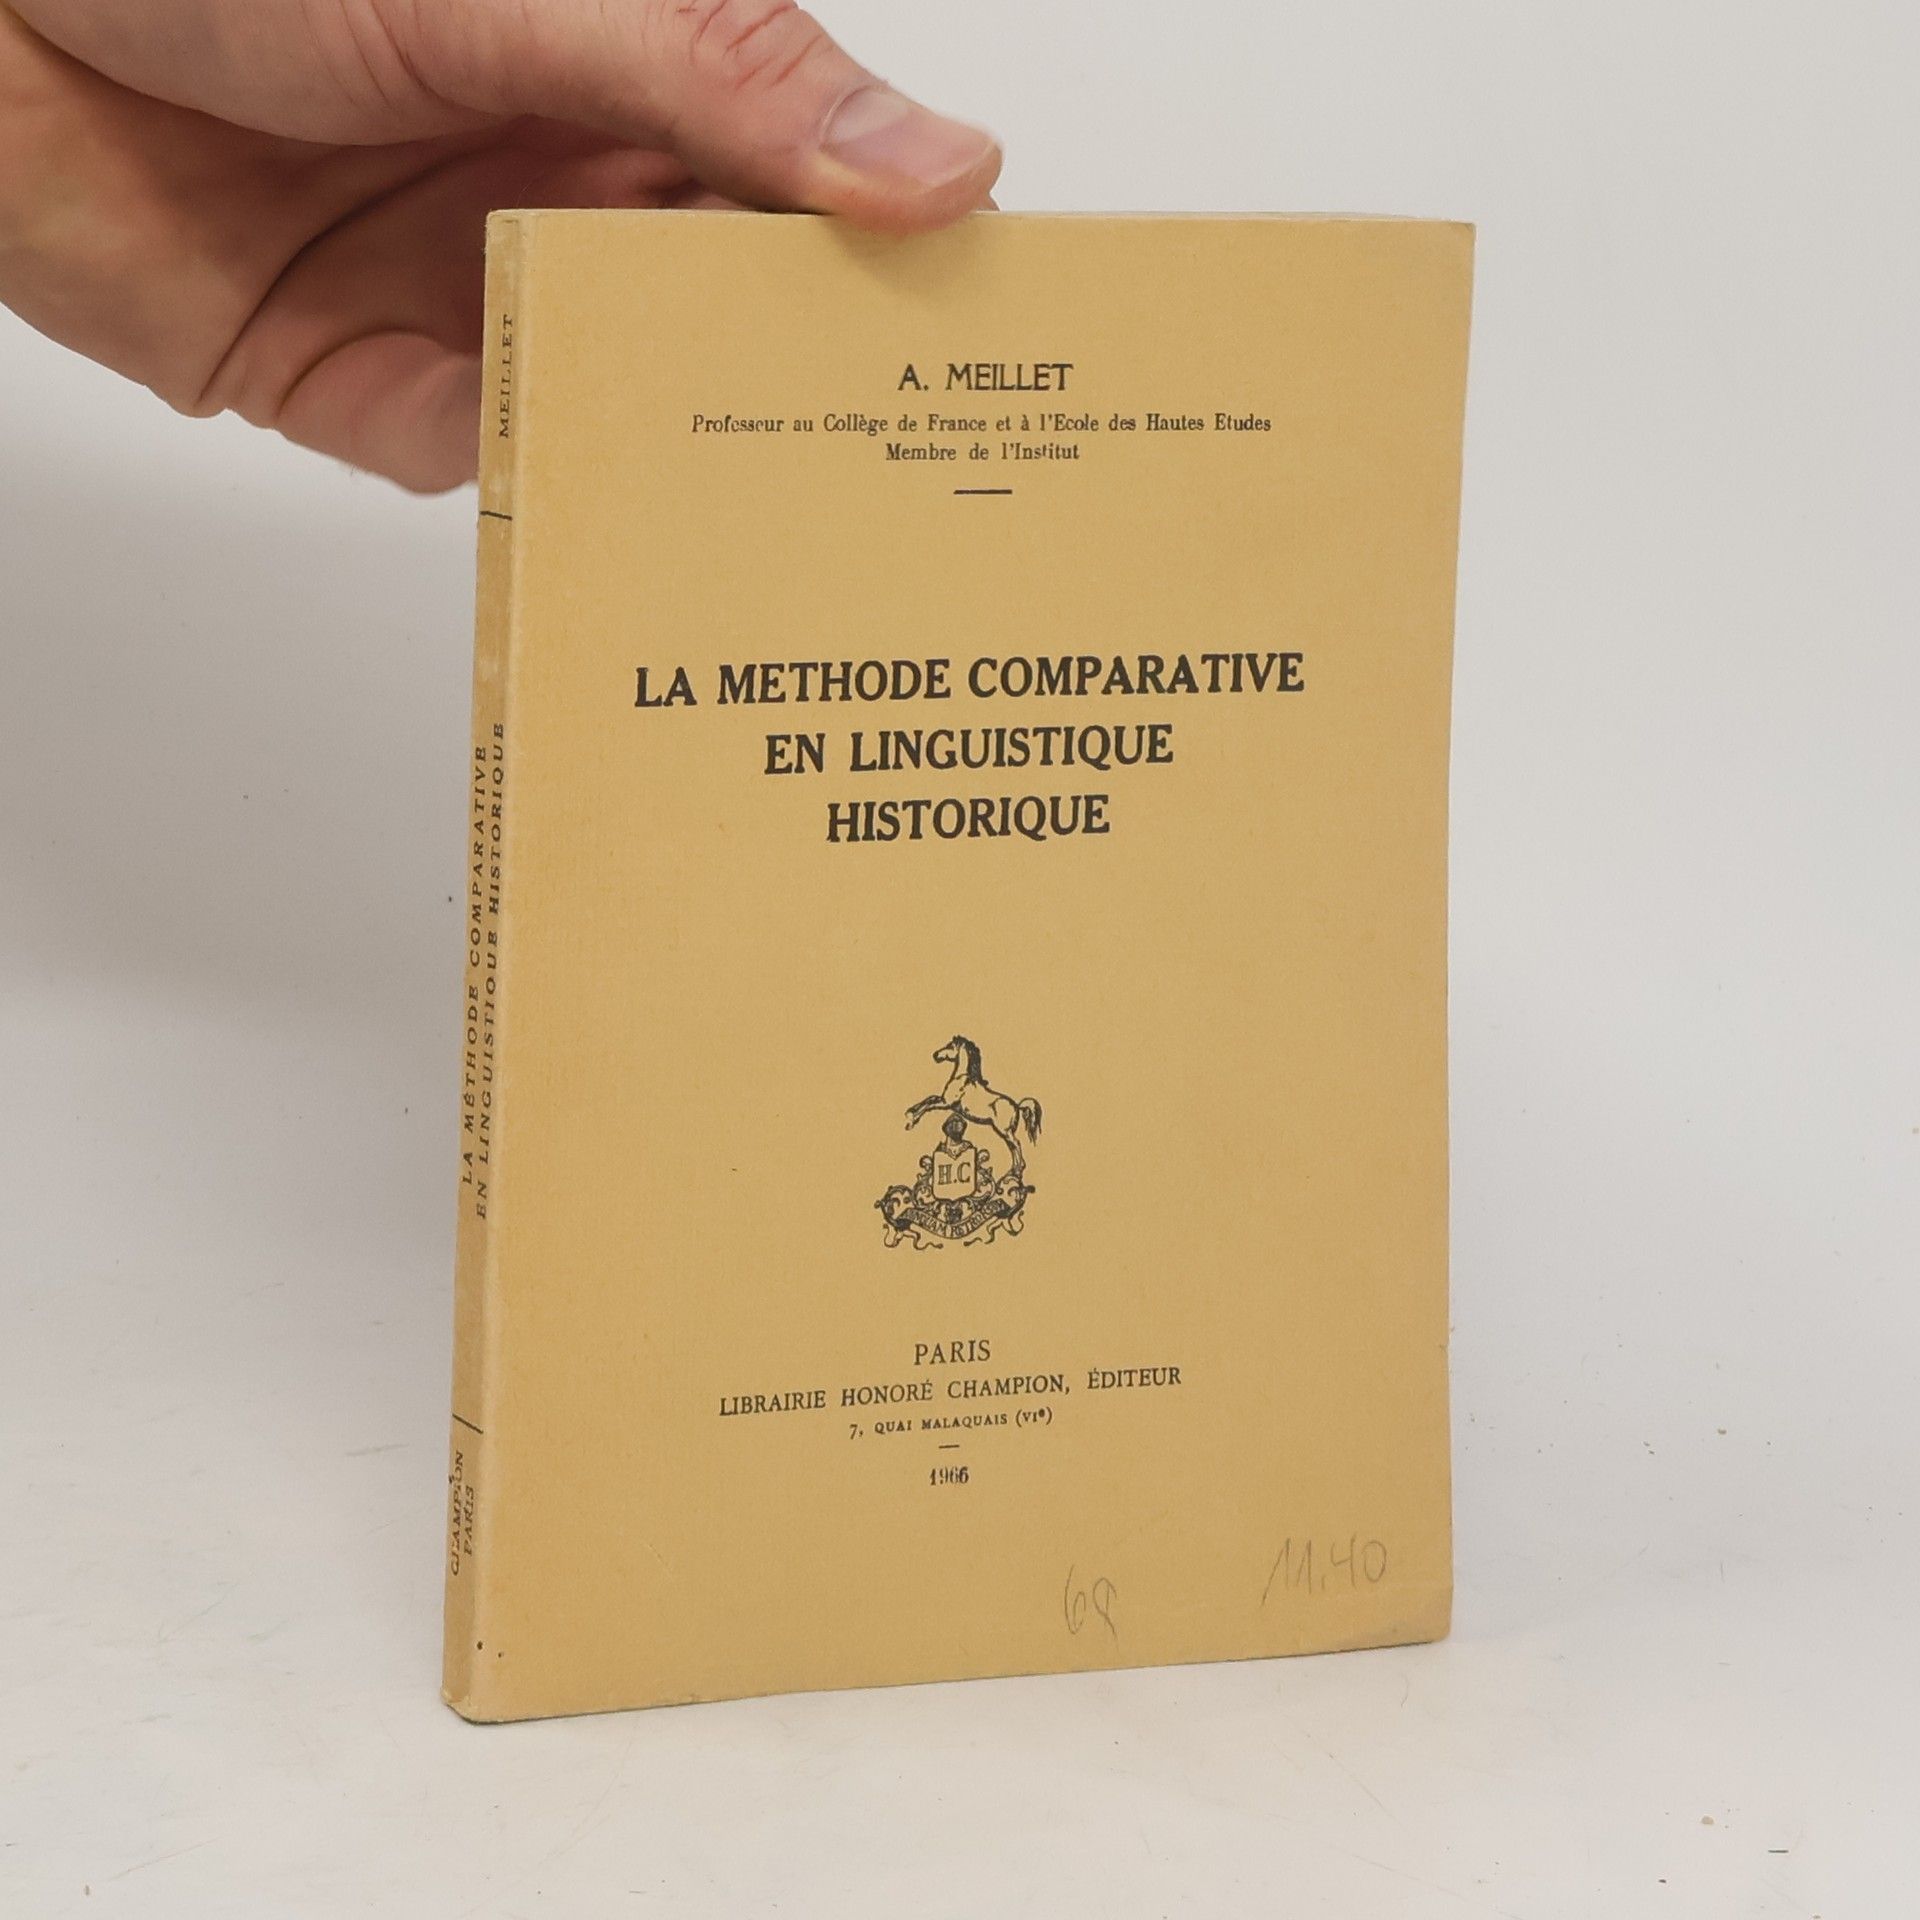 A. MEILLET
Professeur au Collège de France et à l'Ecole des Hautes Etudes
Membre de l'Institut
LA METHODE COMPARATIVE
EN LINGUISTIQUE
HISTORIQUE
H.C
PARIS
LIBRAIRIE HONORÉ CHAMPION, ÉDITEUR
7, QUAI MALAQUAIS (VIe)
1966
11.40
MEILLET
LA MÉTHODE COMPARATIVE
EN LINGUISTIQUE HISTORIQUE
CHAMPION
PARIS